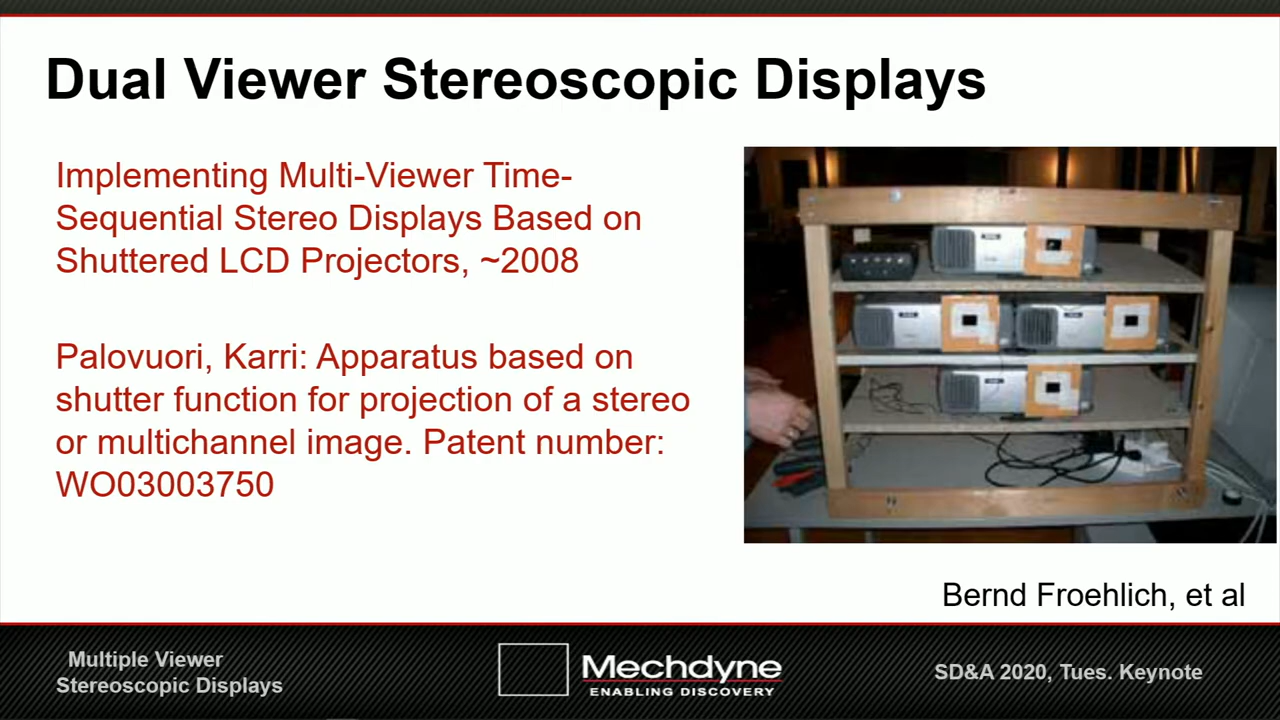 Dual Viewer Stereoscopic Displays
Implementing Multi-Viewer Time-
Sequential Stereo Displays Based on
Shuttered LCD Projectors, ~2008
Palovuori, Karri: Apparatus based on
shutter function for projection of a stereo
or multichannel image. Patent number:
WO03003750
Bernd Froehlich, et al
Multiple Viewer
Stereoscopic Displays
Mechdyne
ENABLING DISCOVERY
SD&A 2020, Tues. Keynote